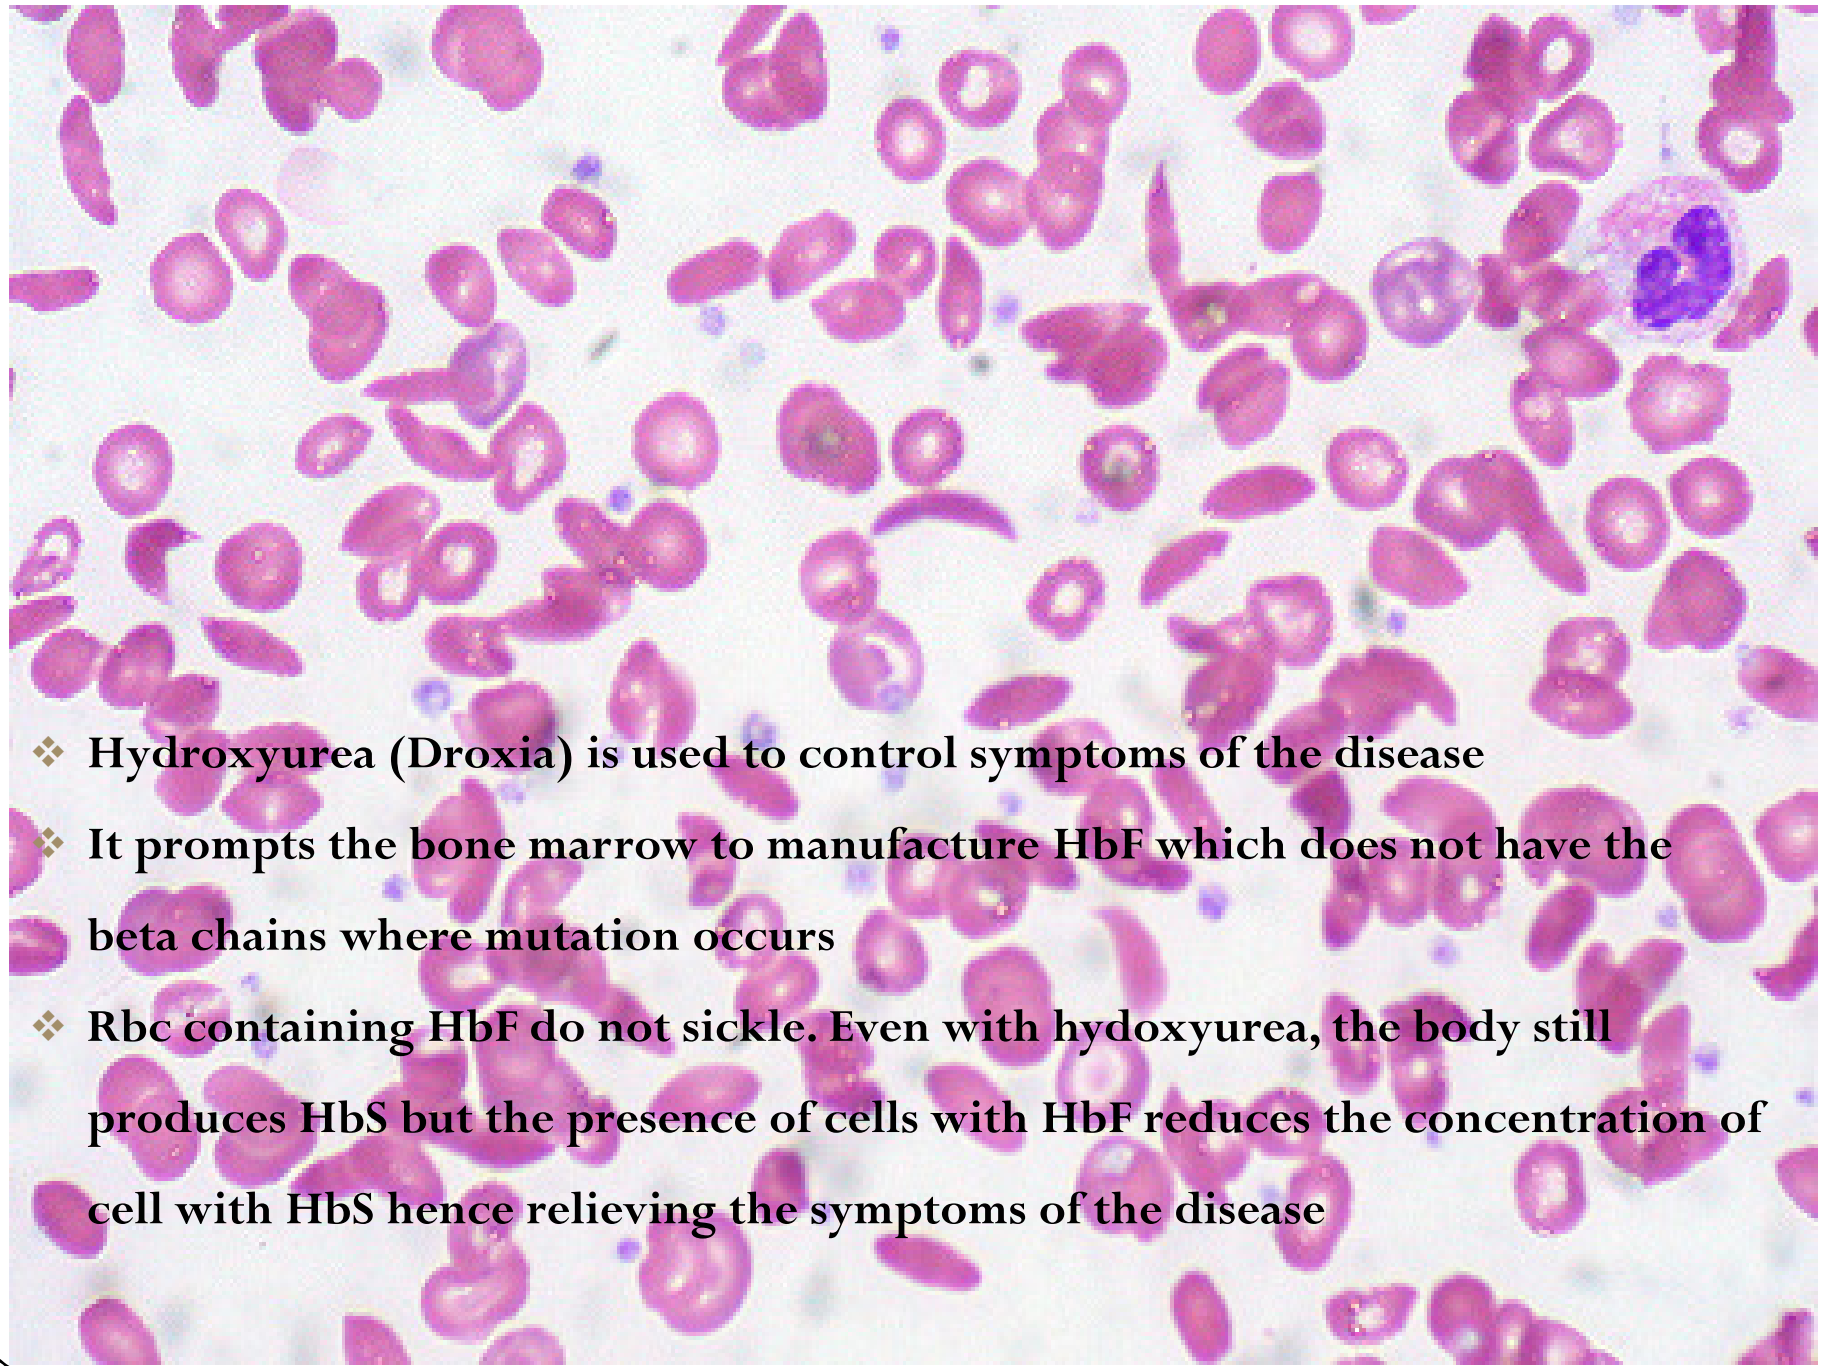 Hydroxyurea (Droxia) is used to control symptoms of the disease
It prompts the bone marrow to manufacture HbF which does not have the
beta chains where mutation occurs
Rbc containing HbF do not sickle. Even with hydoxyurea, the body still
produces HbS but the presence of cells with HbF reduces the concentration of
cell with HbS hence relieving the symptoms of the disease